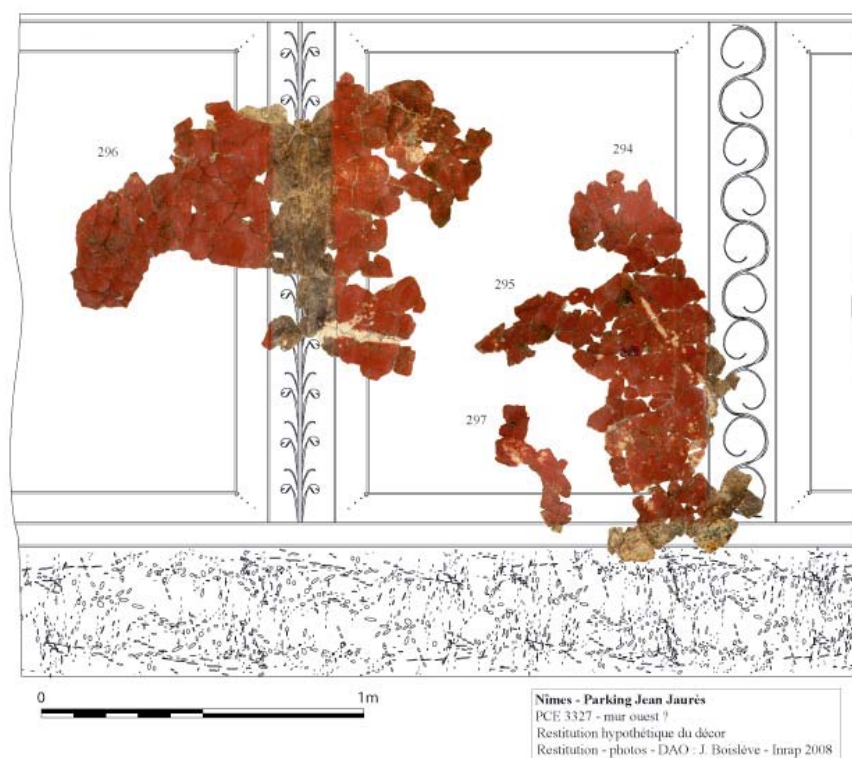 296
294
295
297
0
1m
Nîmes - Parking Jean Jaurès
PCE 3327 - mur ouest ?
Restitution hypothétique du décor
Restitution - photos - DAO : J. Boislève - Inrap 2008